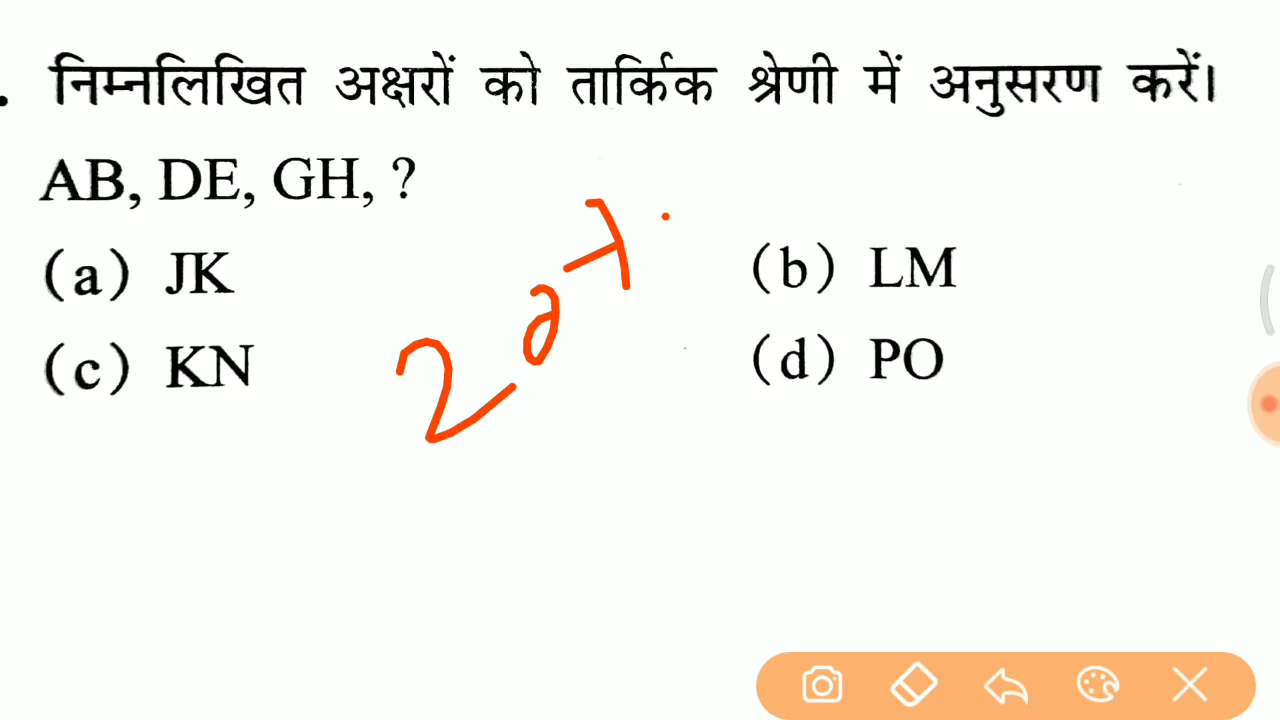 . निम्नलिखित अक्षरों को तार्किक श्रेणी में अनुसरण करें।
AB, DE, GH, ?
(a) JK (b) LM
(c) KN (d) PO